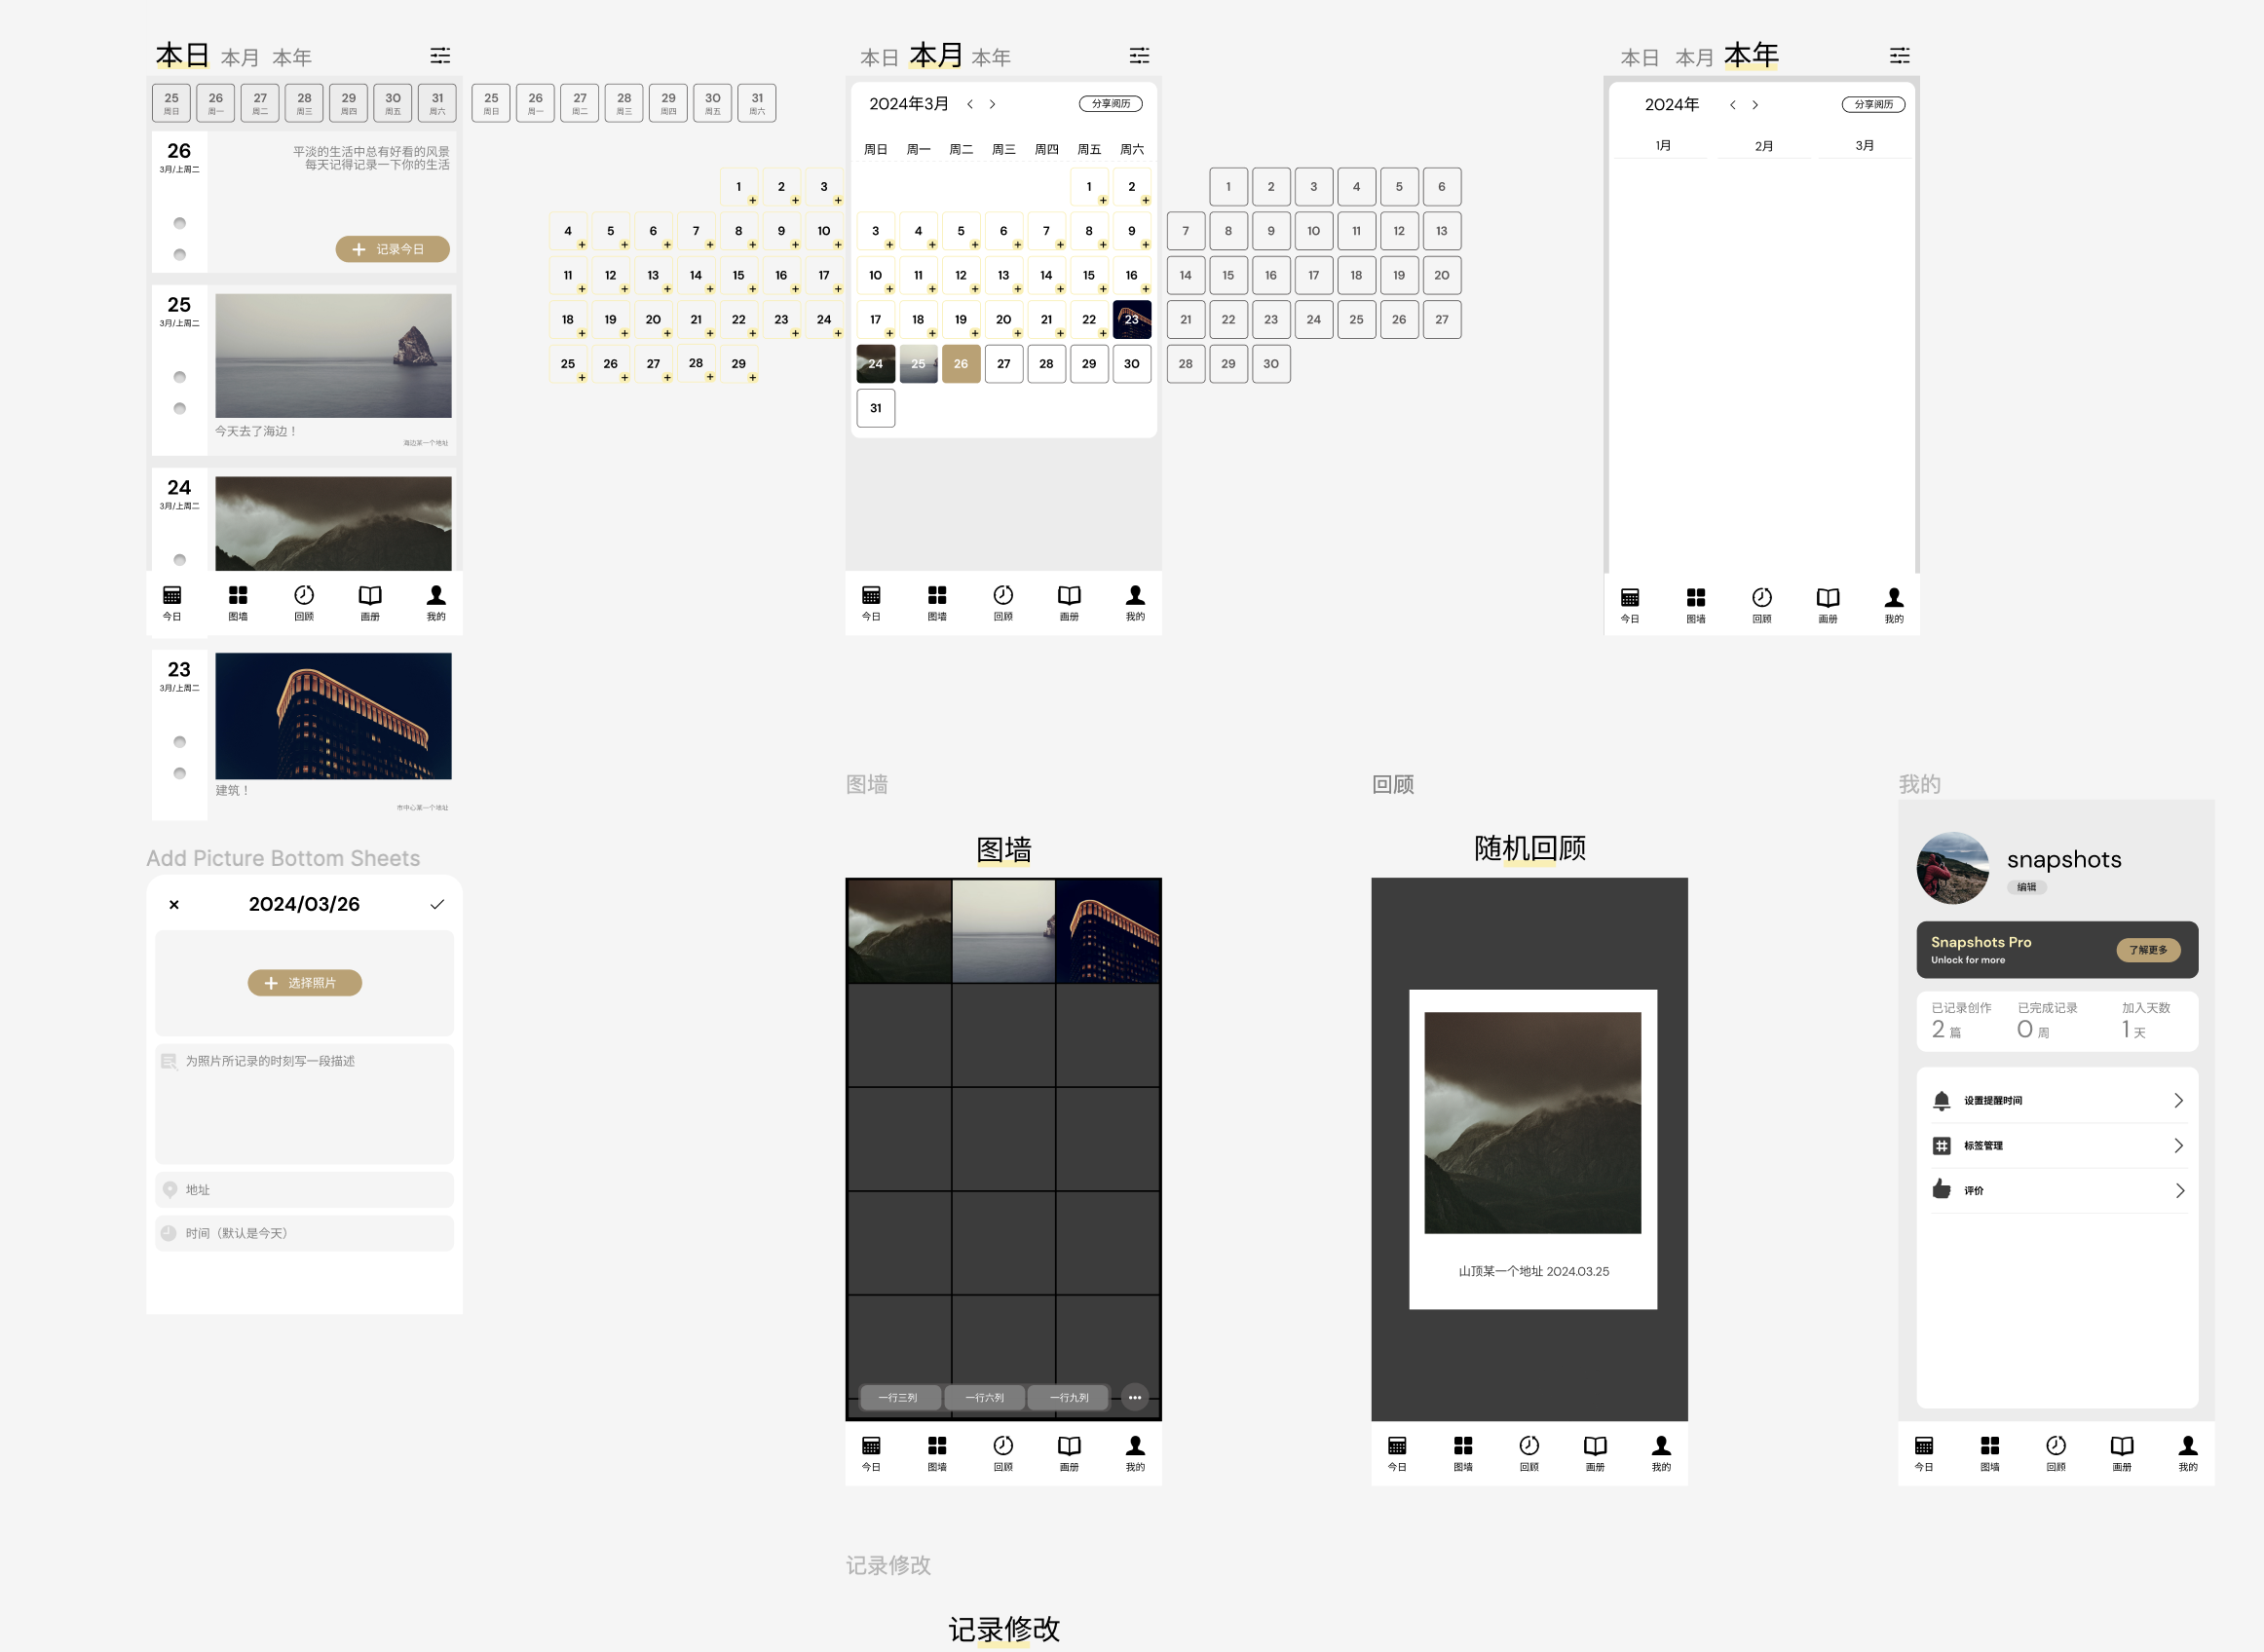 本日 本月 本年
25 26 27 28 29 30 31
周日 周一 周二 周三 周四 周五 周六
25 26 27 28 29 30 31
周日 周一 周二 周三 周四 周五 周六
26
3月/上周二
平淡的生活中总有好看的风景
每天记得记录一下你的生活
记录今日
25
3月/上周二
今天去了海边！
海边某一个地址
24
3月/上周二
今日 图墙 回顾 画册 我的
23
3月/上周二
建筑！
市中心某一个地址
1 2 3
4 5 6 7 8 9 10
11 12 13 14 15 16 17
18 19 20 21 22 23 24
25 26 27 28 29
本日 本月 本年
2024年3月 分享阅历
周日 周一 周二 周三 周四 周五 周六
1 2
3 4 5 6 7 8 9
10 11 12 13 14 15 16
17 18 19 20 21 22 23
24 25 26 27 28 29 30
31
今日 图墙 回顾 画册 我的
1 2 3 4 5 6
7 8 9 10 11 12 13
14 15 16 17 18 19 20
21 22 23 24 25 26 27
28 29 30
本日 本月 本年
2024年 分享阅历
1月 2月 3月
今日 图墙 回顾 画册 我的
Add Picture Bottom Sheets
2024/03/26
选择照片
为照片所记录的时刻写一段描述
地址
时间（默认是今天）
图墙
图墙
一行三列 一行六列 一行九列
今日 图墙 回顾 画册 我的
回顾
随机回顾
山顶某一个地址 2024.03.25
今日 图墙 回顾 画册 我的
我的
snapshots
编辑
Snapshots Pro
Unlock for more
了解更多
已记录创作 已完成记录 加入天数
2 篇 0 周 1 天
设置提醒时间
标签管理
评价
今日 图墙 回顾 画册 我的
记录修改
记录修改